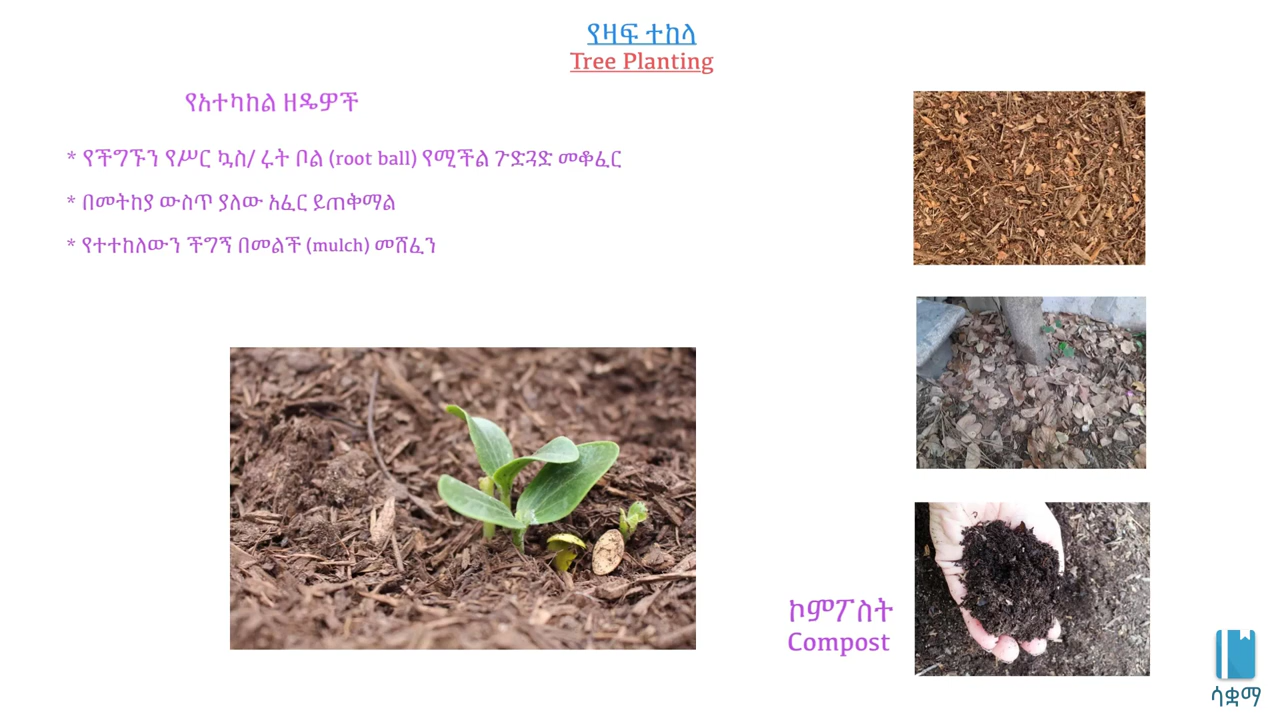 የዛፍ ተከላ
Tree Planting
የአተካከል ዘዴዎች
* የችግኙን የሥር ኳስ/ ሩት ቦል (root ball) የሚችል ጉድጓድ መቆፈር
* በመትከያ ውስጥ ያለው አፈር ይጠቅማል
* የተተከለውን ችግኝ በመልች (mulch) መሸፈን
ኮምፖስት
Compost
ሳቋማ